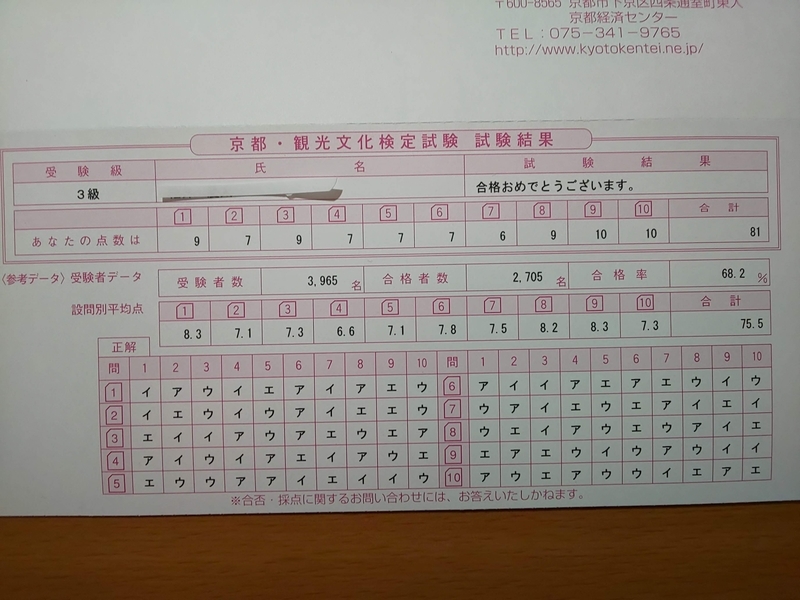 〒600-8565 京都市下京区四条通室町東入
京都経済センター
TEL：075-341-9765
http://www.kyotokentei.ne.jp/
京都・観光文化検定試験 試験結果
受験級 氏名 試験結果
3級 合格おめでとうございます。
1 2 3 4 5 6 7 8 9 10 合計
あなたの点数は 9 7 9 7 7 7 6 9 10 10 81
〈参考データ〉受験者データ 受験者数 3,965 名 合格者数 2,705 名 合格率 68.2 %
設問別平均点 1 2 3 4 5 6 7 8 9 10 合計
8.3 7.1 7.3 6.6 7.1 7.8 7.5 8.2 8.3 7.3 75.5
正解
問 1 2 3 4 5 6 7 8 9 10 問 1 2 3 4 5 6 7 8 9 10
1 イ ア ウ イ エ ア イ ア エ ウ 6 ア イ イ ア エ ア エ ウ イ ウ
2 イ エ ウ イ ウ ア イ エ エ ウ 7 ウ ア イ ウ エ ア ウ ウ エ イ
3 エ イ イ ア ウ ア ウ ウ エ ア 8 ウ エ イ ア ウ イ ア ウ イ エ
4 ア イ ウ イ ア エ ウ ア イ ア 9 エ ア エ ウ ア ウ ア エ イ イ
5 エ ウ ウ ア ア イ エ イ イ ウ 10 ア ウ エ ア ウ ウ イ エ ア エ
※合否・採点に関するお問い合わせには、お答えいたしかねます。